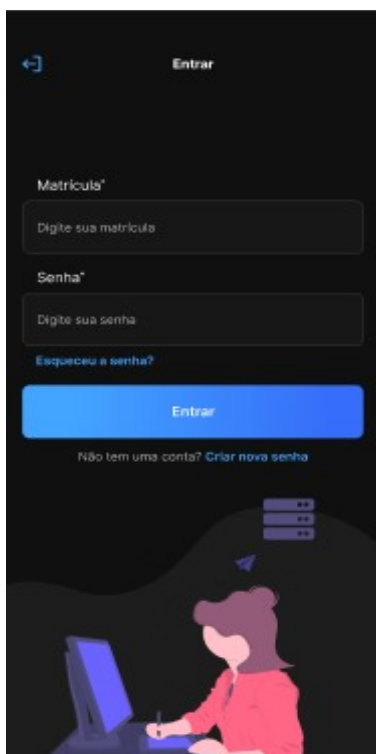 Entrar
Matrícula*
Digite sua matrícula
Senha*
Digite sua senha
Esqueceu a senha?
Entrar
Não tem uma conta? Criar nova senha